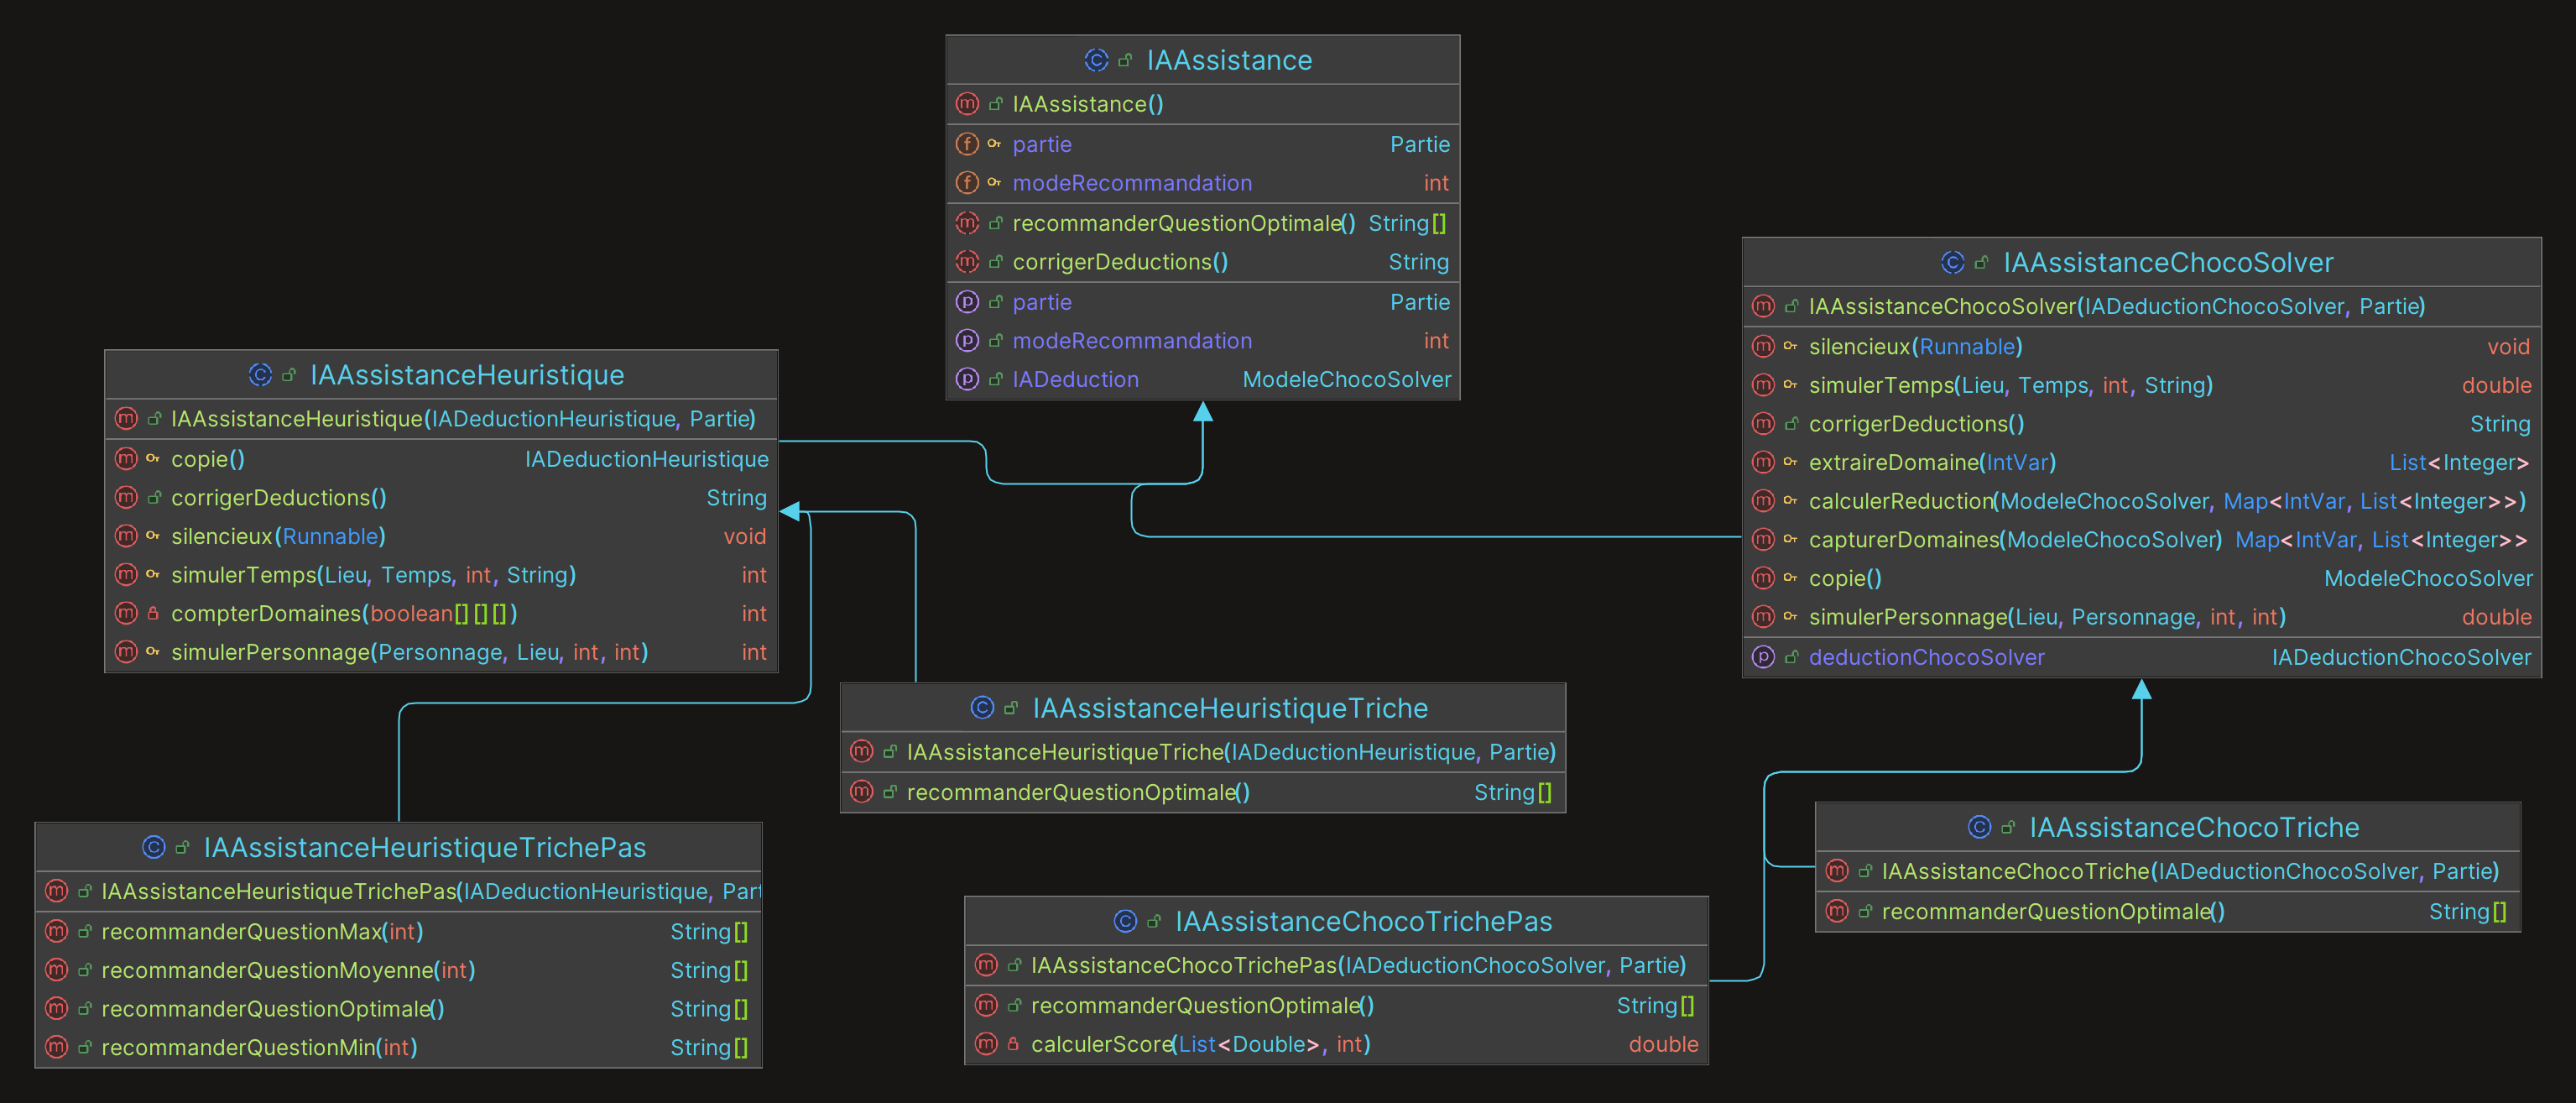 IAAssistance
IAAssistance()
partie Partie
modeRecommandation int
recommanderQuestionOptimale() String[]
corrigerDeductions() String
partie Partie
modeRecommandation int
IADeduction ModeleChocoSolver
IAAssistanceChocoSolver
IAAssistanceChocoSolver(IADeductionChocoSolver, Partie)
silencieux(Runnable) void
simulerTemps(Lieu, Temps, int, String) double
corrigerDeductions() String
extraireDomaine(IntVar) List<Integer>
calculerReduction(ModeleChocoSolver, Map<IntVar, List<Integer>>)
capturerDomaines(ModeleChocoSolver) Map<IntVar, List<Integer>>
copie() ModeleChocoSolver
simulerPersonnage(Lieu, Personnage, int, int) double
deductionChocoSolver IADeductionChocoSolver
IAAssistanceHeuristique
IAAssistanceHeuristique(IADeductionHeuristique, Partie)
copie() IADeductionHeuristique
corrigerDeductions() String
silencieux(Runnable) void
simulerTemps(Lieu, Temps, int, String) int
compterDomaines(boolean[][][]) int
simulerPersonnage(Personnage, Lieu, int, int) int
IAAssistanceHeuristiqueTriche
IAAssistanceHeuristiqueTriche(IADeductionHeuristique, Partie)
recommanderQuestionOptimale() String[]
IAAssistanceHeuristiqueTrichePas
IAAssistanceHeuristiqueTrichePas(IADeductionHeuristique, Part
recommanderQuestionMax(int) String[]
recommanderQuestionMoyenne(int) String[]
recommanderQuestionOptimale() String[]
recommanderQuestionMin(int) String[]
IAAssistanceChocoTriche
IAAssistanceChocoTriche(IADeductionChocoSolver, Partie)
recommanderQuestionOptimale() String[]
IAAssistanceChocoTrichePas
IAAssistanceChocoTrichePas(IADeductionChocoSolver, Partie)
recommanderQuestionOptimale() String[]
calculerScore(List<Double>, int) double